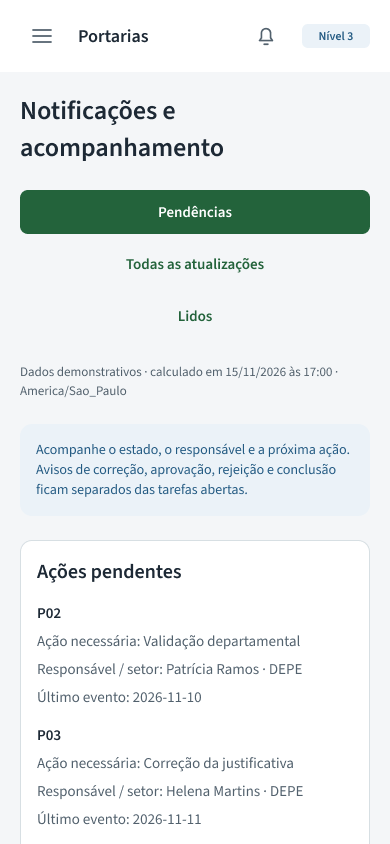 Portarias
Nível 3
Notificações e
acompanhamento
Pendências
Todas as atualizações
Lidos
Dados demonstrativos · calculado em 15/11/2026 às 17:00 ·
America/Sao_Paulo
Acompanhe o estado, o responsável e a próxima ação.
Avisos de correção, aprovação, rejeição e conclusão
ficam separados das tarefas abertas.
Ações pendentes
P02
Ação necessária: Validação departamental
Responsável / setor: Patrícia Ramos · DEPE
Último evento: 2026-11-10
P03
Ação necessária: Correção da justificativa
Responsável / setor: Helena Martins · DEPE
Último evento: 2026-11-11